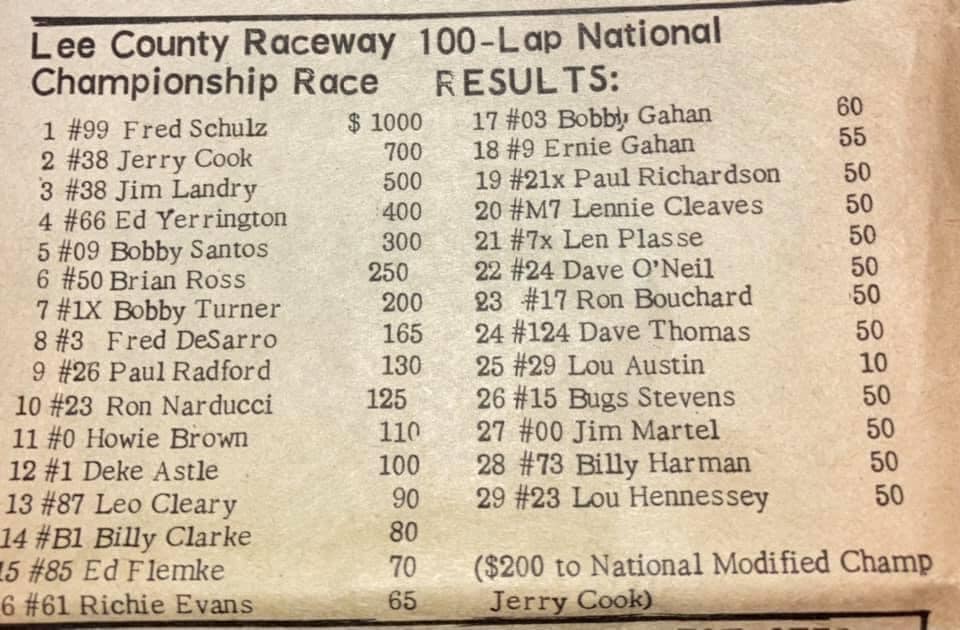 Lee County Raceway 100-Lap National
Championship Race RESULTS:
1 #99 Fred Schulz $ 1000
2 #38 Jerry Cook 700
3 #38 Jim Landry 500
4 #66 Ed Yerrington 400
5 #09 Bobby Santos 300
6 #50 Brian Ross 250
7 #1X Bobby Turner 200
8 #3 Fred DeSarro 165
9 #26 Paul Radford 130
10 #23 Ron Narducci 125
11 #0 Howie Brown 110
12 #1 Deke Astle 100
13 #87 Leo Cleary 90
14 #B1 Billy Clarke 80
15 #85 Ed Flemke 70
6 #61 Richie Evans 65
17 #03 Bobby Gahan 60
18 #9 Ernie Gahan 55
19 #21x Paul Richardson 50
20 #M7 Lennie Cleaves 50
21 #7x Len Plasse 50
22 #24 Dave O'Neil 50
23 #17 Ron Bouchard 50
24 #124 Dave Thomas 50
25 #29 Lou Austin 10
26 #15 Bugs Stevens 50
27 #00 Jim Martel 50
28 #73 Billy Harman 50
29 #23 Lou Hennessey 50
($200 to National Modified Champ
Jerry Cook)